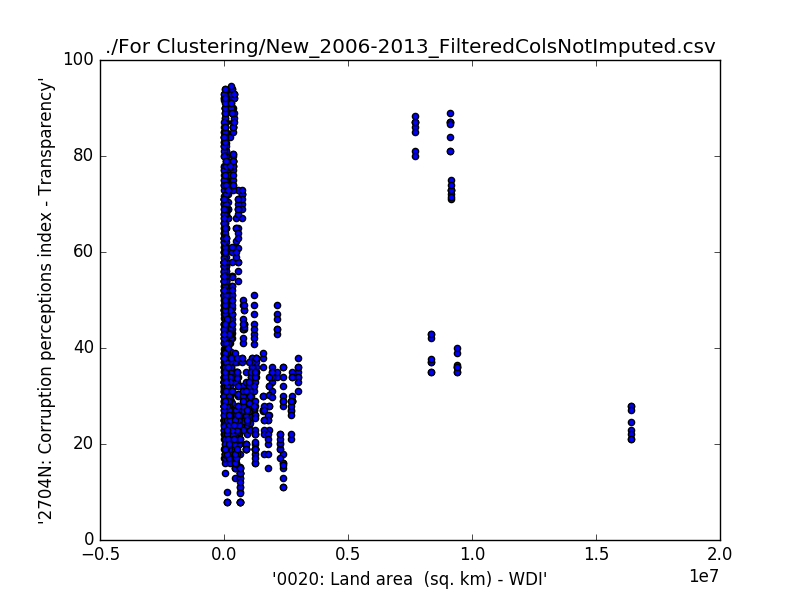 ./For Clustering/New_2006-2013_FilteredColsNotImputed.csv
100
80
60
40
20
0
'2704N: Corruption perceptions index - Transparency'
−0.5 0.0 0.5 1.0 1.5 2.0
1e7
'0020: Land area (sq. km) - WDI'